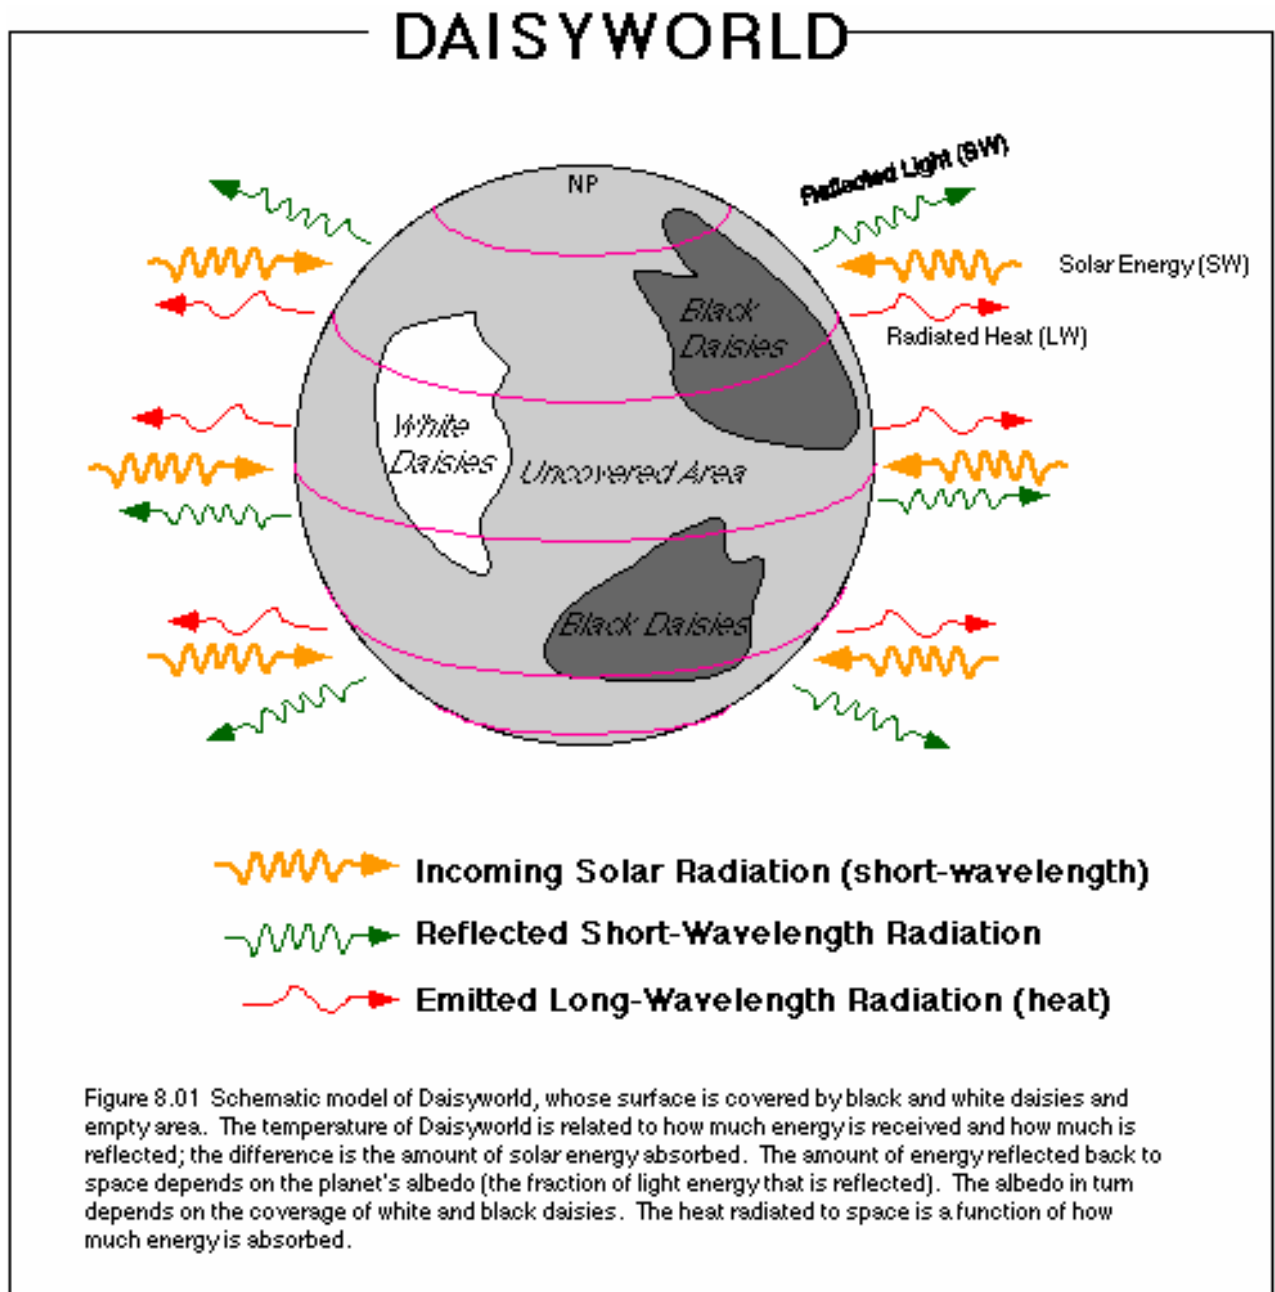 DAISYWORLD
NP
Reflected Light (SW)
Solar Energy (SW)
Black
Daisies
Radiated Heat (LW)
White
Daisies
Uncovered Area
Black Daisies
Incoming Solar Radiation (short-wavelength)
Reflected Short-Wavelength Radiation
Emitted Long-Wavelength Radiation (heat)
Figure 8.01 Schematic model of Daisyworld, whose surface is covered by black and white daisies and
empty area. The temperature of Daisyworld is related to how much energy is received and how much is
reflected; the difference is the amount of solar energy absorbed. The amount of energy reflected back to
space depends on the planet's albedo (the fraction of light energy that is reflected). The albedo in turn
depends on the coverage of white and black daisies. The heat radiated to space is a function of how
much energy is absorbed.